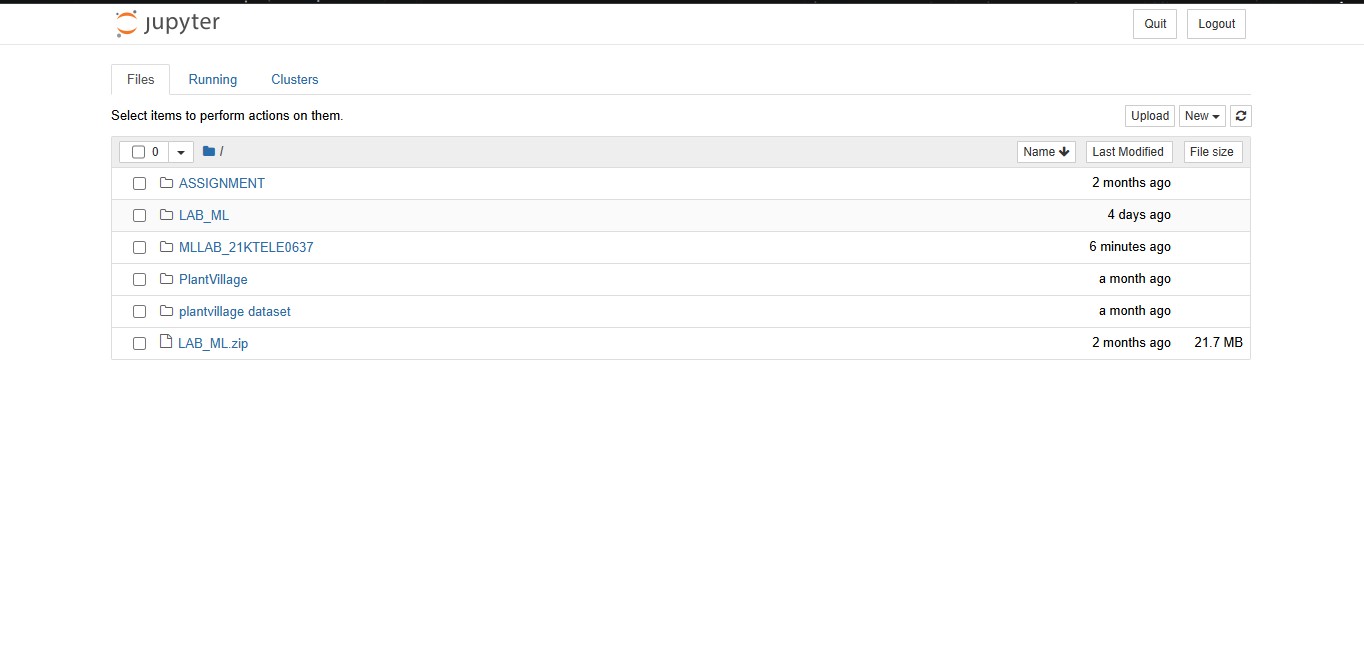 jupyter Quit Logout
Files Running Clusters
Select items to perform actions on them. Upload New
0 / Name Last Modified File size
ASSIGNMENT 2 months ago
LAB_ML 4 days ago
MLLAB_21KTELE0637 6 minutes ago
PlantVillage a month ago
plantvillage dataset a month ago
LAB_ML.zip 2 months ago 21.7 MB